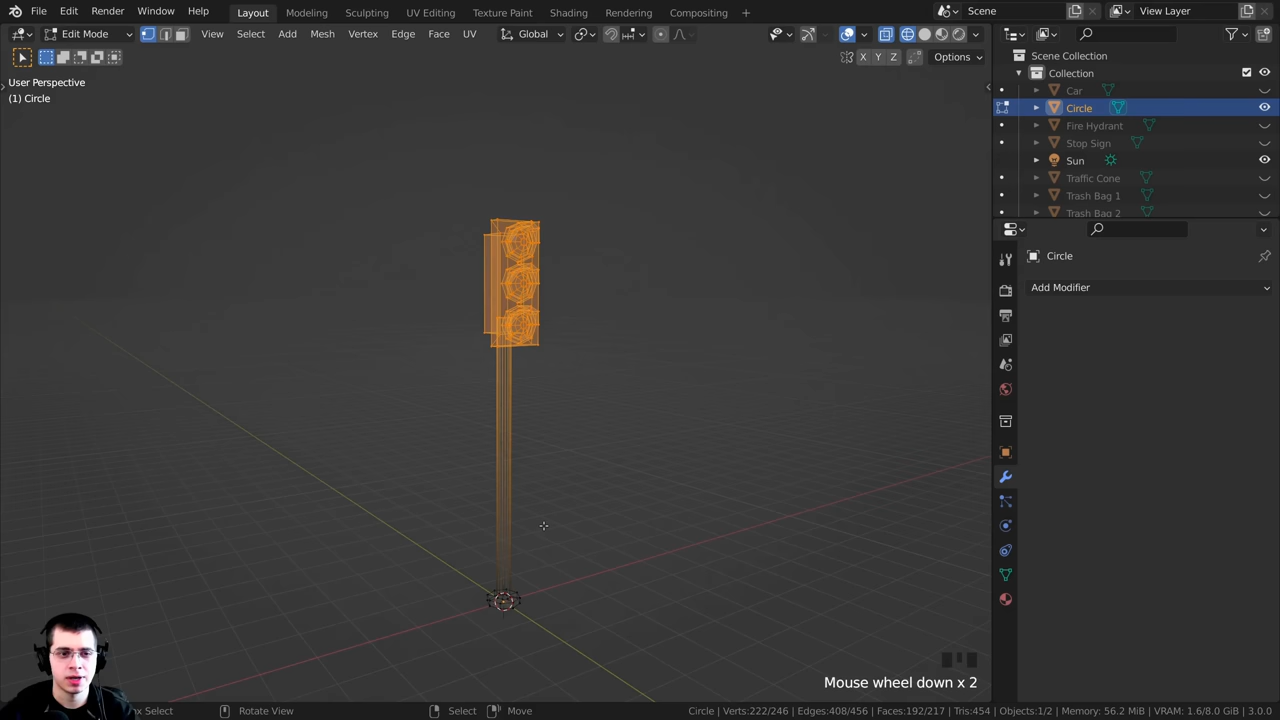 File Edit Render Window Help Layout Modeling Sculpting UV Editing Texture Paint Shading Rendering Compositing Scene View Layer
Edit Mode View Select Add Mesh Vertex Edge Face UV Global
X Y Z Options
User Perspective
(1) Circle
Scene Collection
Collection
Car
Circle
Fire Hydrant
Stop Sign
Sun
Traffic Cone
Trash Bag 1
Trash Bag 2
Circle
Add Modifier
Mouse wheel down x 2
Select Rotate View Select Move Circle | Verts:222/246 | Edges:408/456 | Faces:192/217 | Tris:454 | Objects:1/2 | Memory: 56.2 MiB | VRAM: 1.6/8.0 GiB | 3.0.0